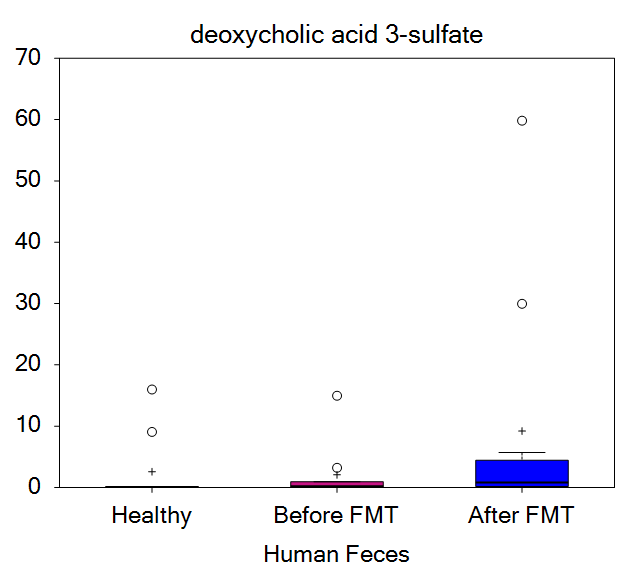 deoxycholic acid 3-sulfate
70
60
50
40
30
20
10
0
Healthy Before FMT After FMT
Human Feces